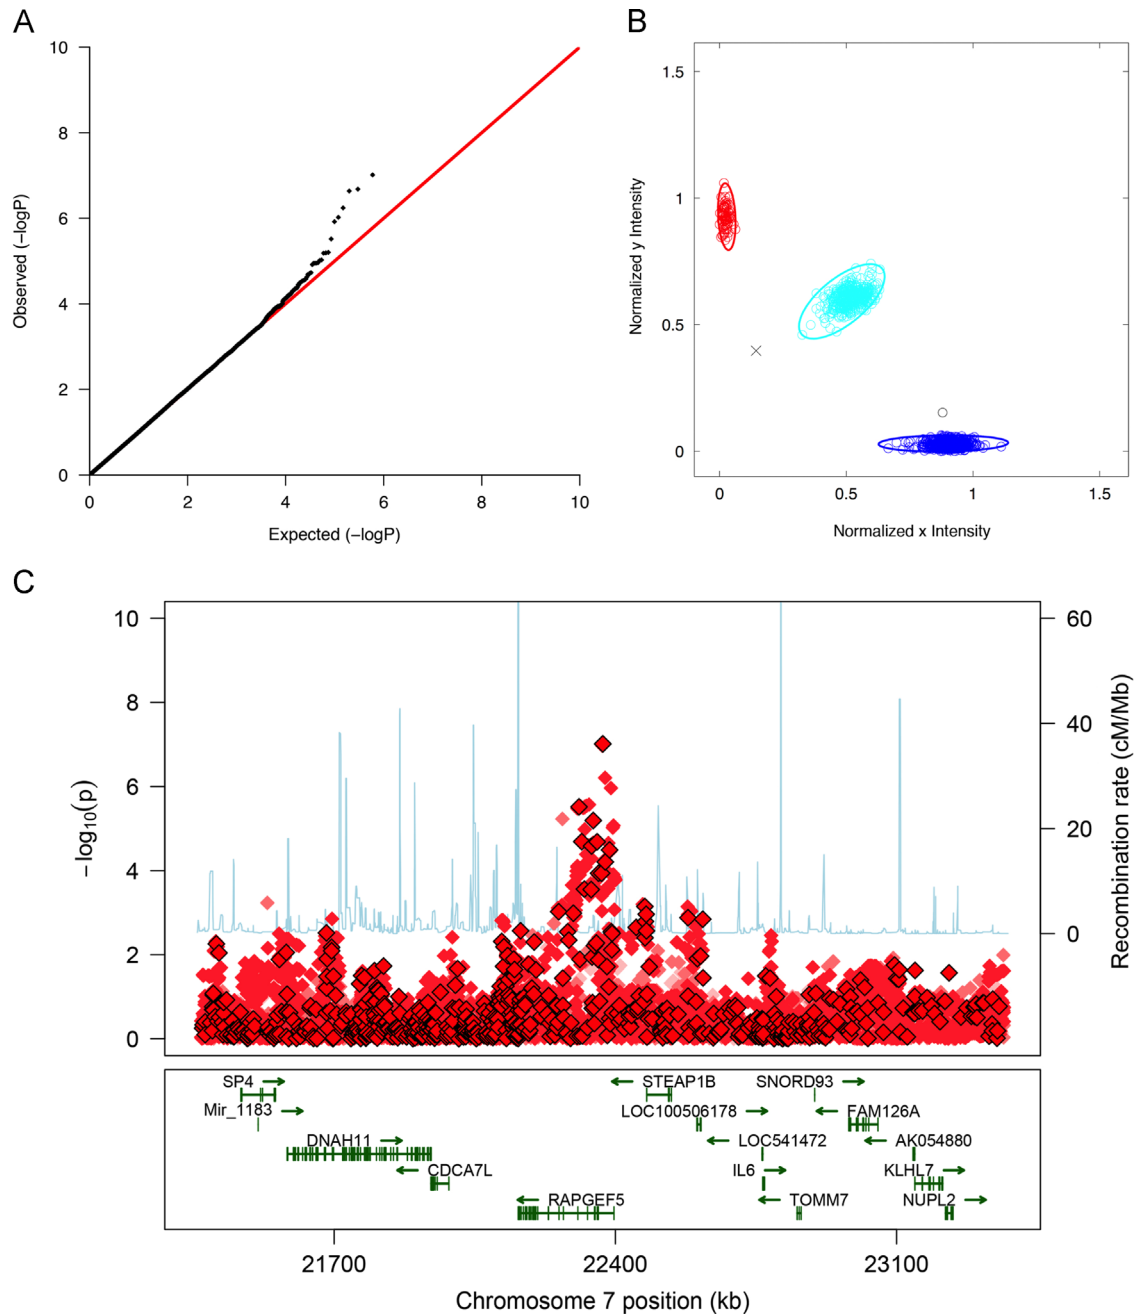 A
B
10
8
6
4
2
0
Observed (−logP)
0
2
4
6
8
10
Expected (−logP)
1.5
1
0.5
0
Normalized y Intensity
0
0.5
1
1.5
Normalized x Intensity
C
10
8
6
4
2
0
−log10(p)
60
40
20
0
Recombination rate (cM/Mb)
SP4
STEAP1B
SNORD93
Mir_1183
LOC100506178
FAM126A
DNAH11
LOC541472
AK054880
CDCA7L
IL6
KLHL7
RAPGEF5
TOMM7
NUPL2
21700
22400
23100
Chromosome 7 position (kb)